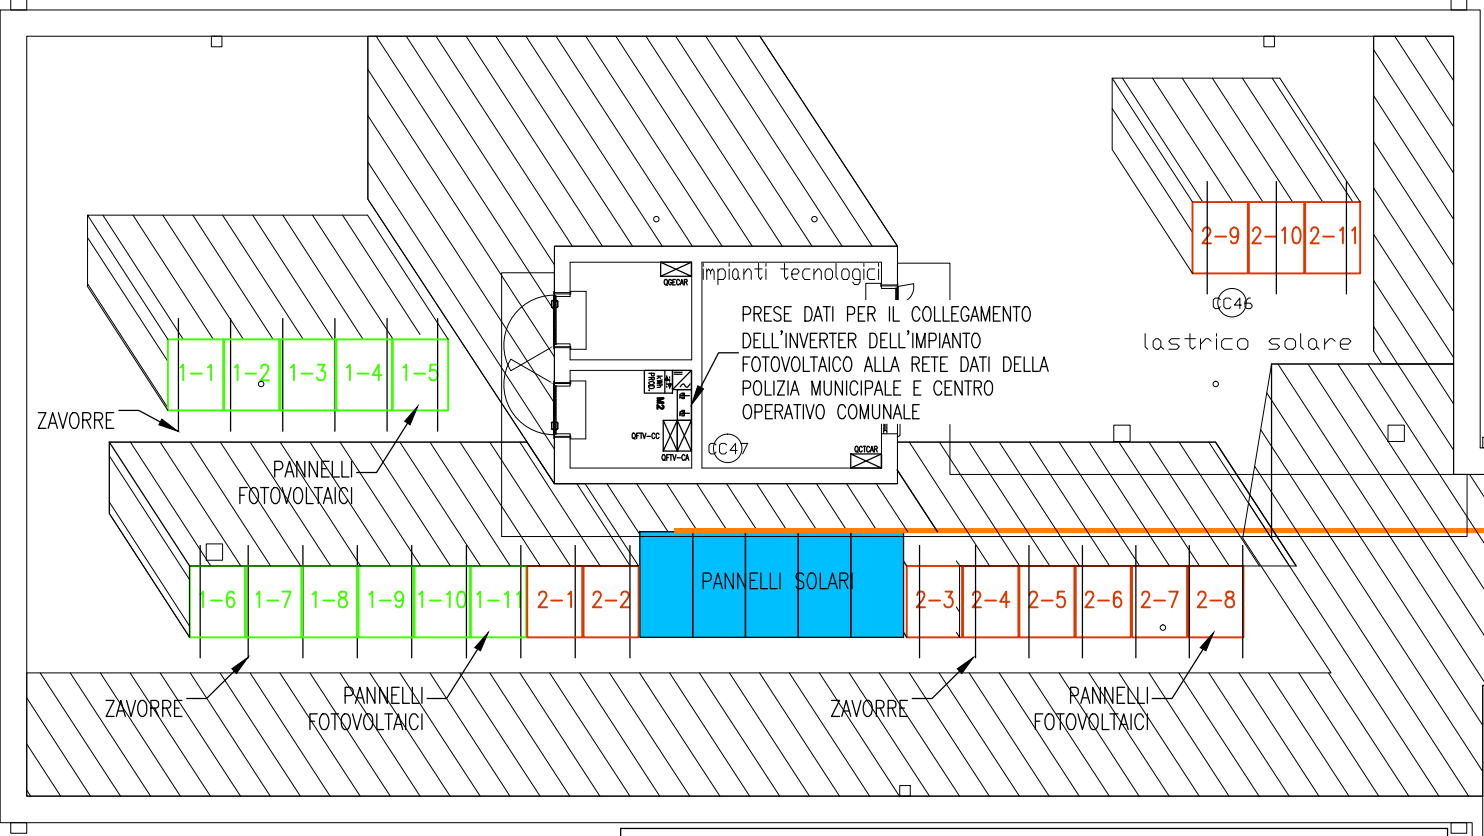 impianti tecnologici
QGECAR
PRESE DATI PER IL COLLEGAMENTO
DELL'INVERTER DELL'IMPIANTO
FOTOVOLTAICO ALLA RETE DATI DELLA
POLIZIA MUNICIPALE E CENTRO
OPERATIVO COMUNALE
2-9 2-10 2-11
CC46
lastrico solare
1-1 1-2 1-3 1-4 1-5
PROD.
M2
ZAVORRE
QFTV-CC
QFTV-CA
CC47
QCTCAR
PANNELLI
FOTOVOLTAICI
PANNELLI SOLARI
1-6 1-7 1-8 1-9 1-10 1-11 2-1 2-2 2-3 2-4 2-5 2-6 2-7 2-8
ZAVORRE
PANNELLI
FOTOVOLTAICI
ZAVORRE
PANNELLI
FOTOVOLTAICI